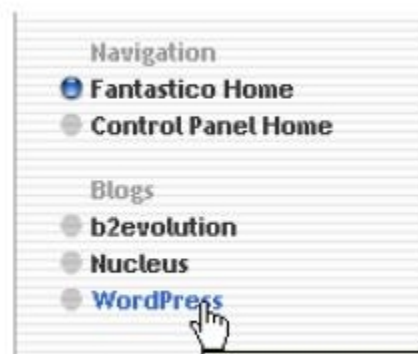 Navigation
Fantastico Home
Control Panel Home
Blogs
b2evolution
Nucleus
WordPress